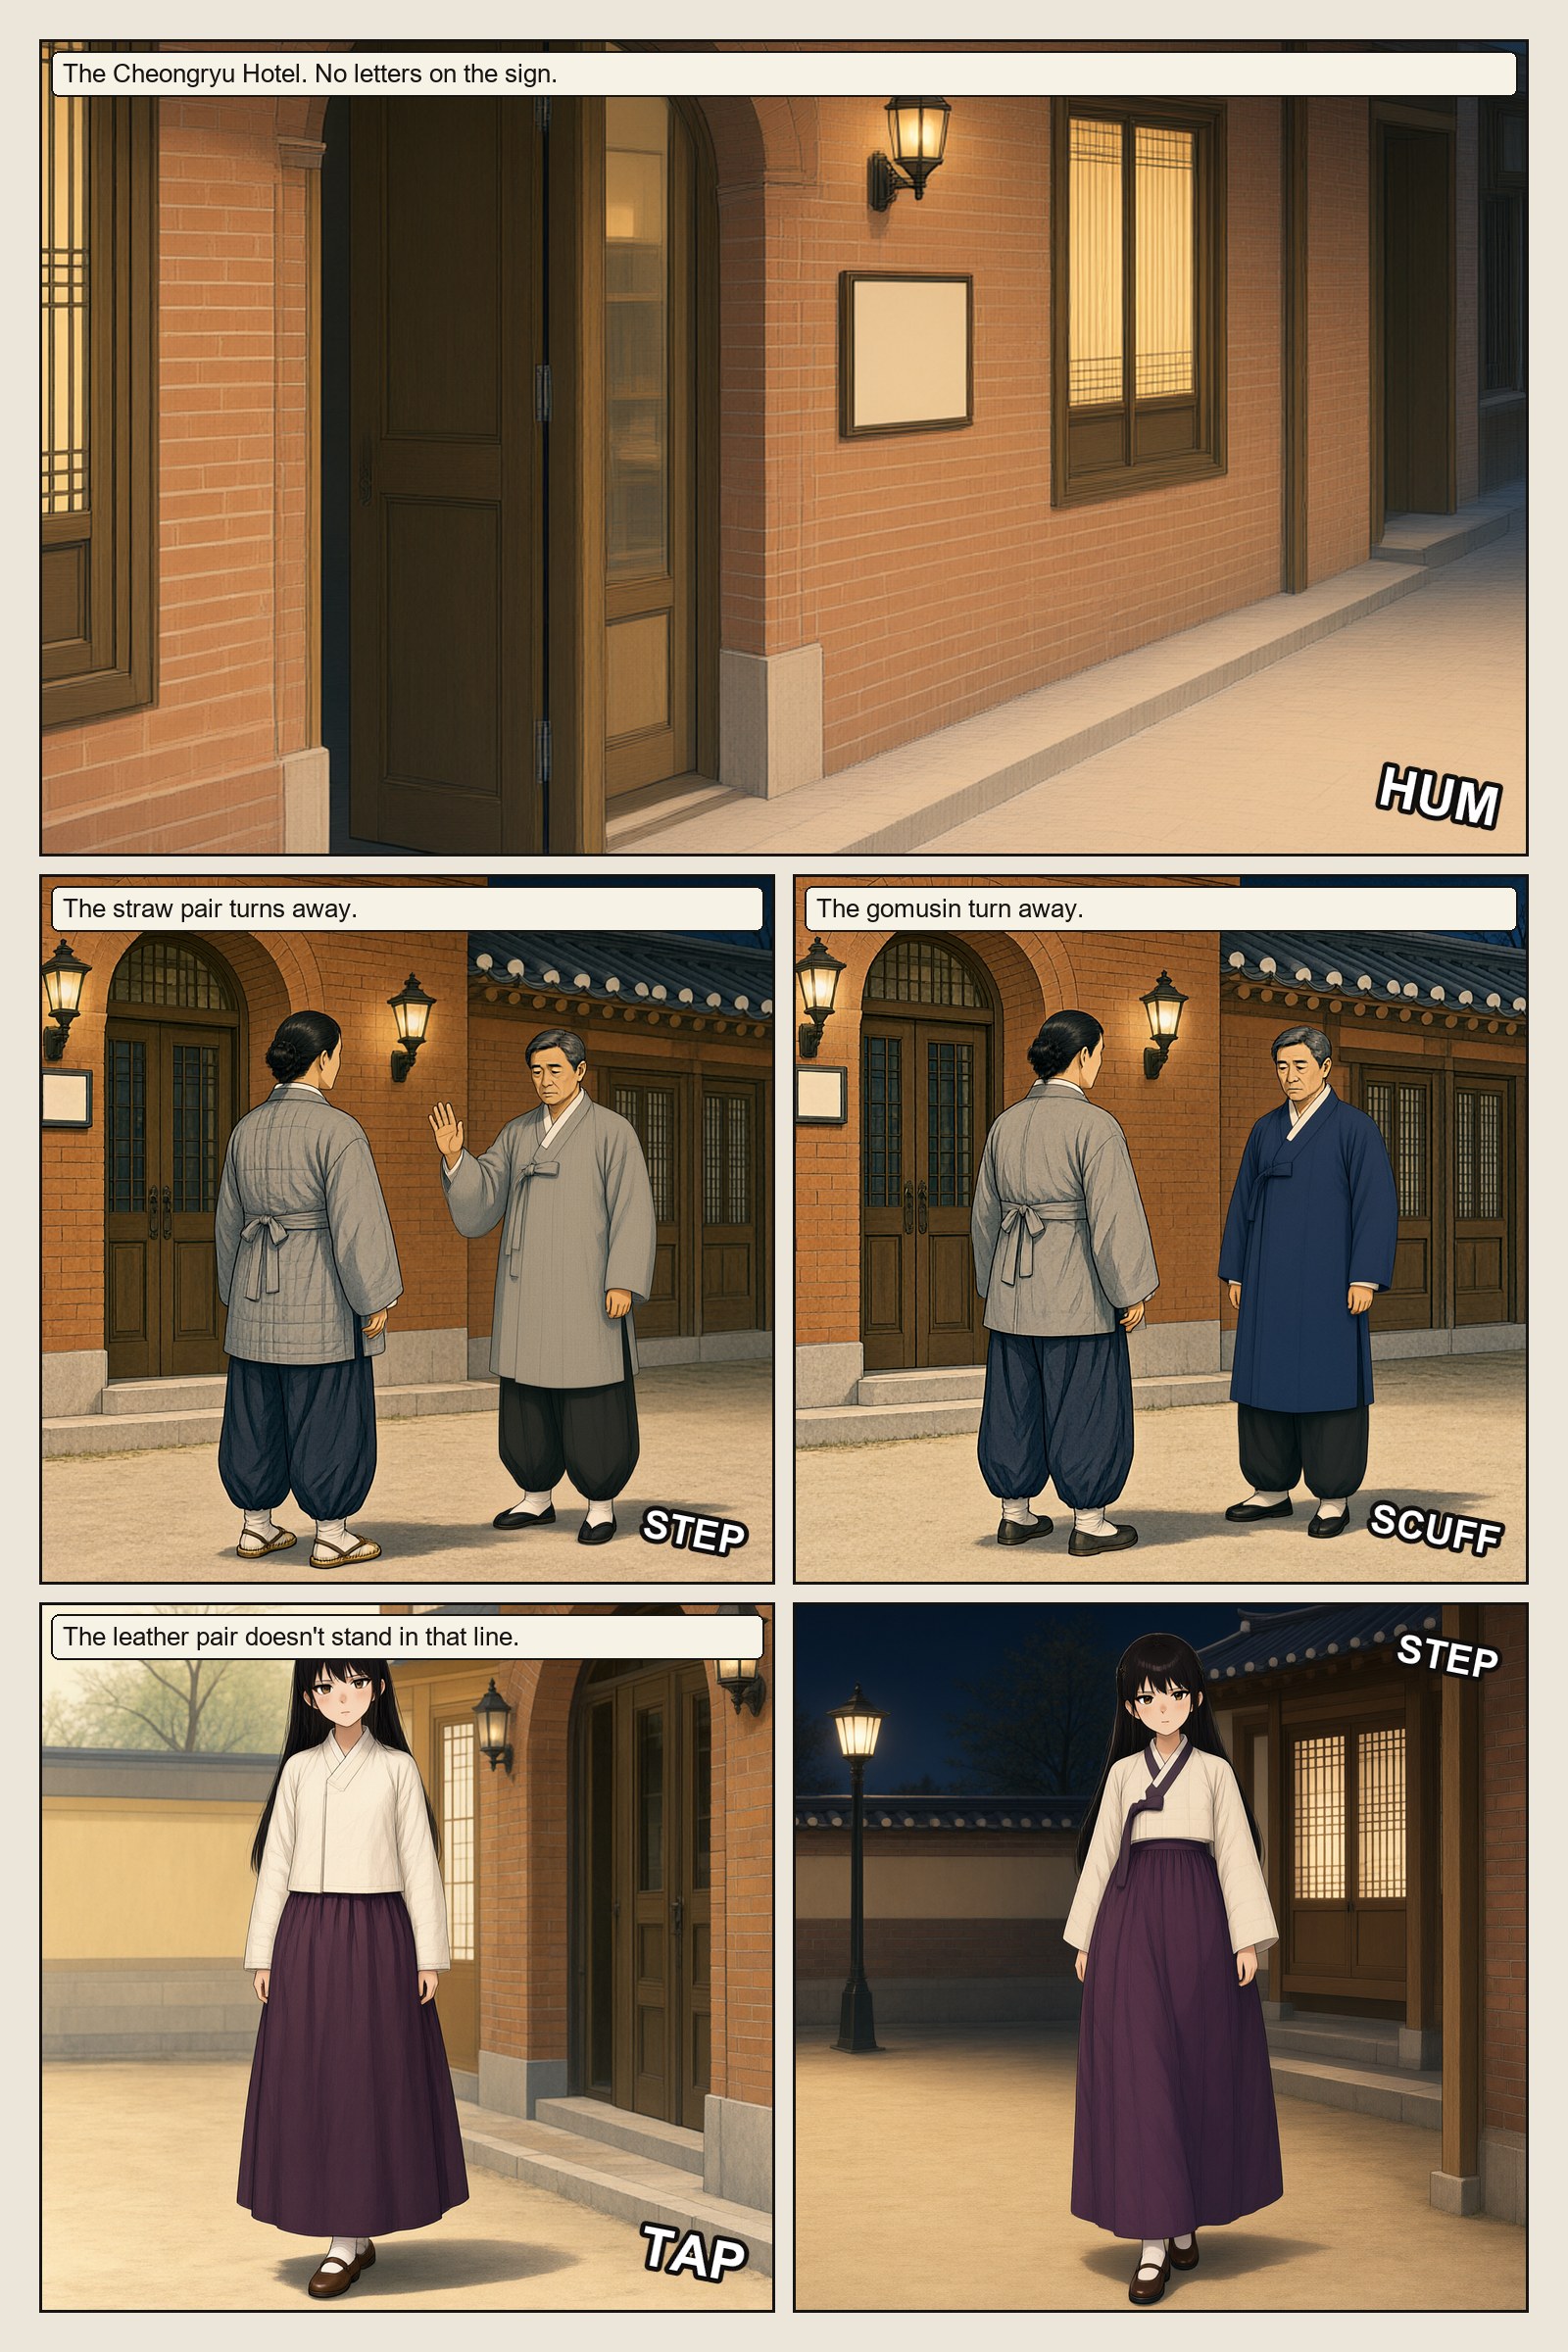 The Cheongryu Hotel. No letters on the sign.
HUM
The straw pair turns away.
STEP
The gomusin turn away.
SCUFF
The leather pair doesn't stand in that line.
TAP
STEP